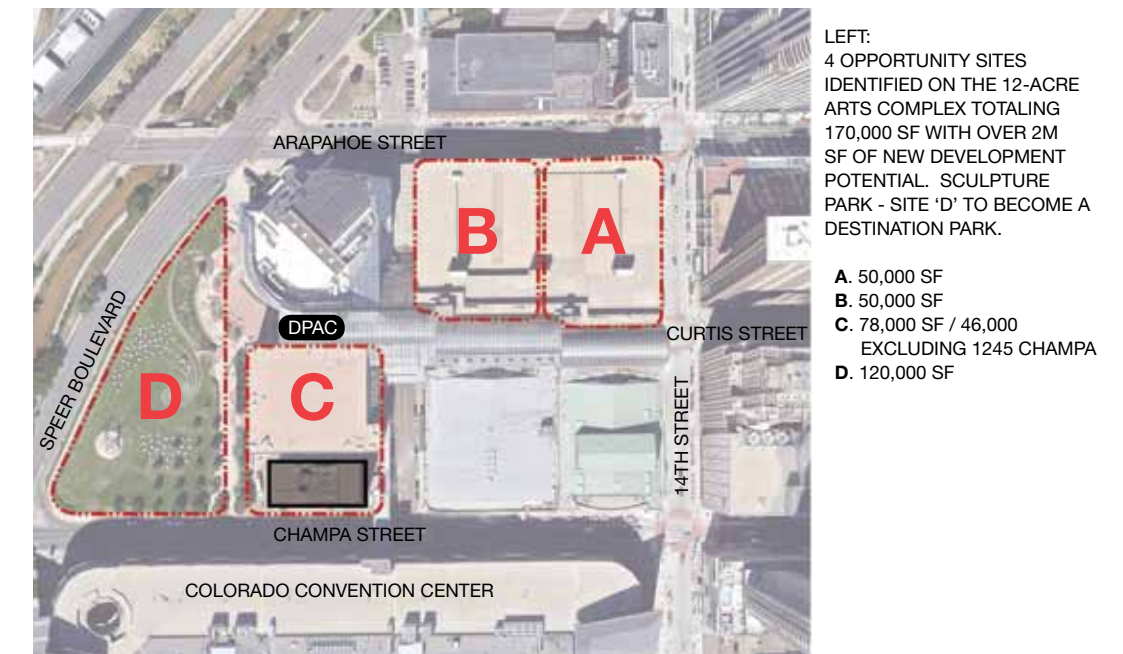 ARAPAHOE STREET
B
A
SPEER BOULEVARD
DPAC
CURTIS STREET
D
C
14TH STREET
CHAMPA STREET
COLORADO CONVENTION CENTER
LEFT:
4 OPPORTUNITY SITES
IDENTIFIED ON THE 12-ACRE
ARTS COMPLEX TOTALING
170,000 SF WITH OVER 2M
SF OF NEW DEVELOPMENT
POTENTIAL.  SCULPTURE
PARK - SITE ‘D’ TO BECOME A
DESTINATION PARK.
A. 50,000 SF
B. 50,000 SF
C. 78,000 SF / 46,000
EXCLUDING 1245 CHAMPA
D. 120,000 SF